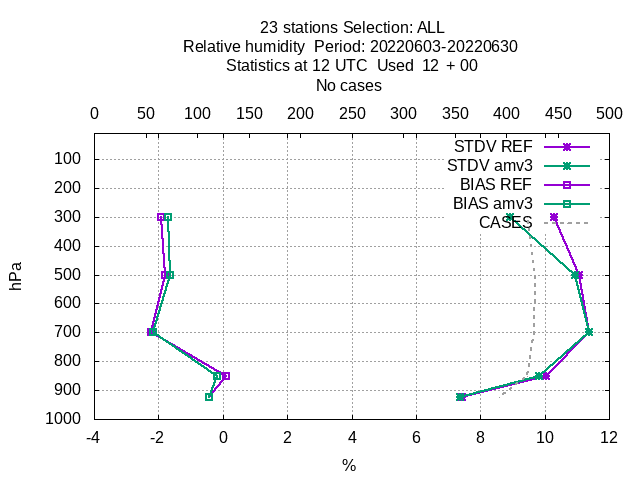 23 stations Selection: ALL
Relative humidity  Period: 20220603-20220630
Statistics at 12 UTC  Used  12  + 00
No cases
0 50 100 150 200 250 300 350 400 450 500
STDV REF
STDV amv3
BIAS REF
BIAS amv3
CASES
100
200
300
400
500
600
700
800
900
1000
hPa
-4 -2 0 2 4 6 8 10 12
%